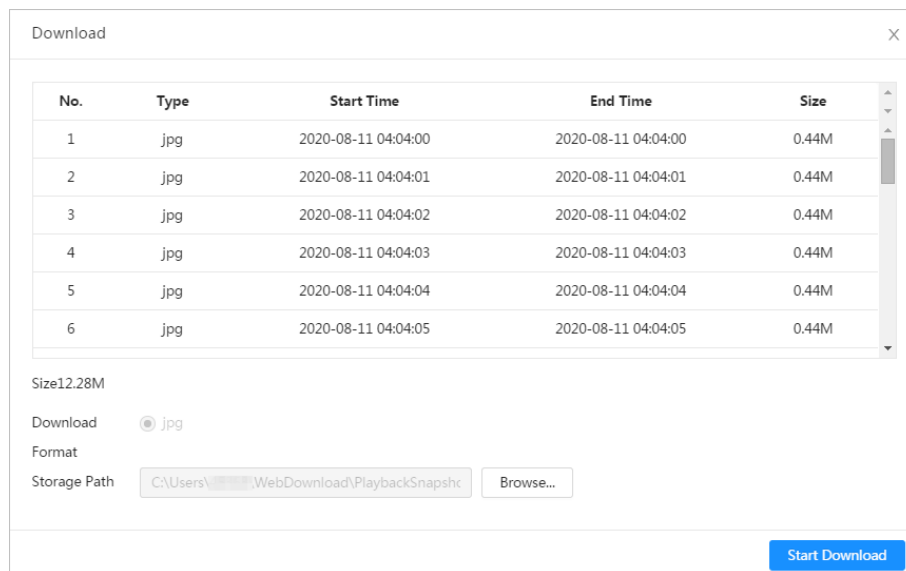 Download
No. Type Start Time End Time Size
1 jpg 2020-08-11 04:04:00 2020-08-11 04:04:00 0.44M
2 jpg 2020-08-11 04:04:01 2020-08-11 04:04:01 0.44M
3 jpg 2020-08-11 04:04:02 2020-08-11 04:04:02 0.44M
4 jpg 2020-08-11 04:04:03 2020-08-11 04:04:03 0.44M
5 jpg 2020-08-11 04:04:04 2020-08-11 04:04:04 0.44M
6 jpg 2020-08-11 04:04:05 2020-08-11 04:04:05 0.44M
Size12.28M
Download jpg
Format
Storage Path C:\Users\ WebDownload\PlaybackSnapsho Browse...
Start Download